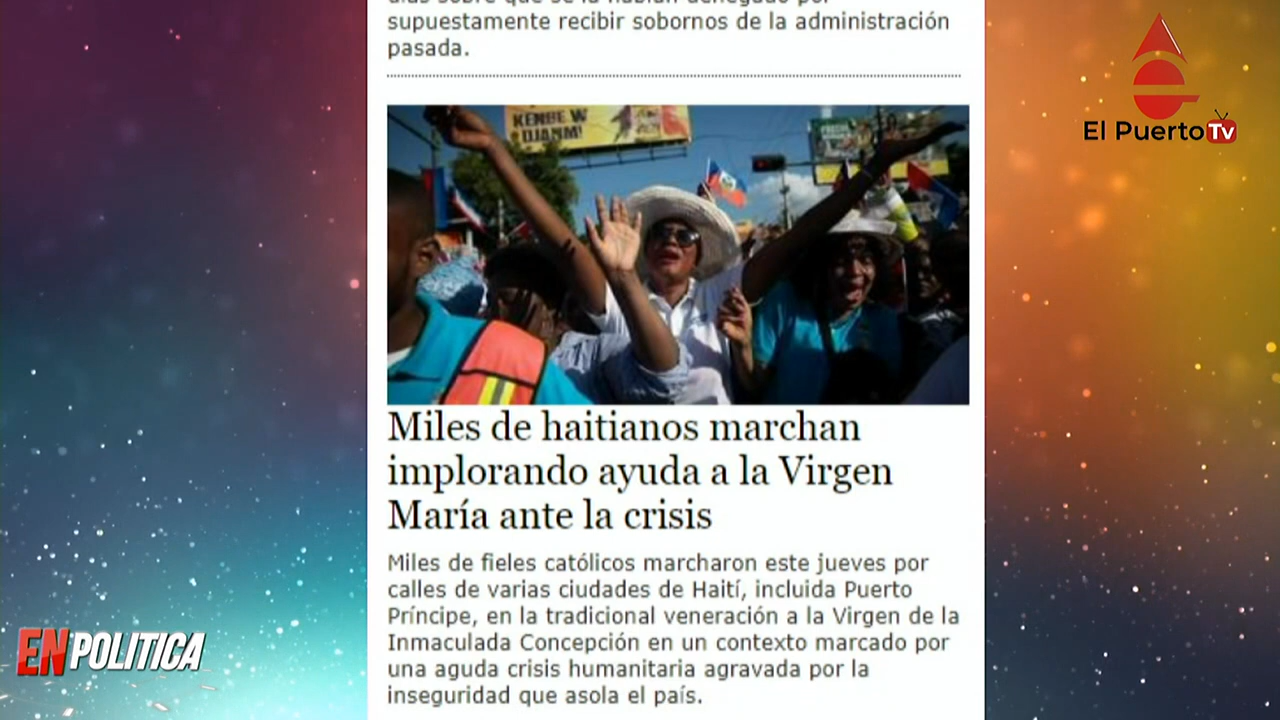 supuestamente recibir sobornos de la administración
pasada.
KENBE W
DJANM!
El PuertoTv
Miles de haitianos marchan
implorando ayuda a la Virgen
María ante la crisis
Miles de fieles católicos marcharon este jueves por
calles de varias ciudades de Haití, incluida Puerto
Príncipe, en la tradicional veneración a la Virgen de la
Inmaculada Concepción en un contexto marcado por
una aguda crisis humanitaria agravada por la
inseguridad que asola el país.
EN POLITICA